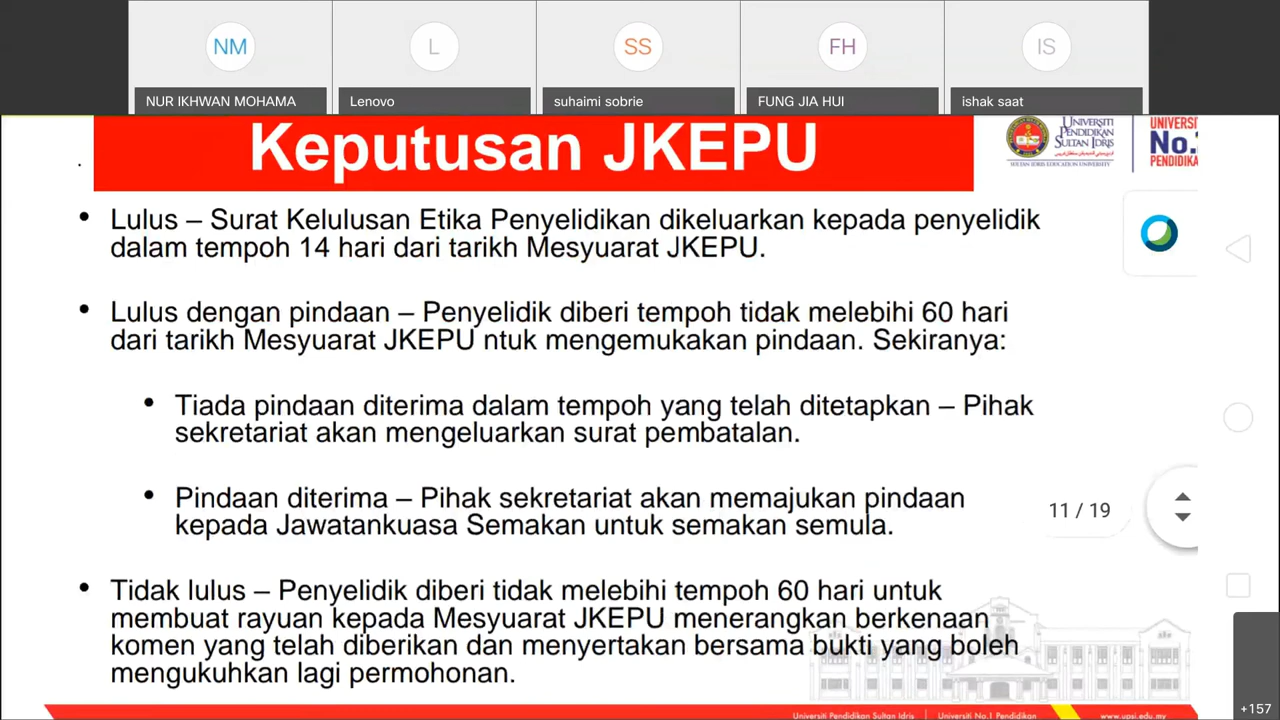 NM
L
SS
FH
IS
NUR IKHWAN MOHAMA
Lenovo
suhaimi sobrie
FUNG JIA HUI
ishak saat
Keputusan JKEPU
UNIVERSITI
PENDIDIKAN
SULTAN IDRIS
SULTAN IDRIS EDUCATION UNIVERSITY
UNIVERSI
No.
PENDIDIKA
• Lulus – Surat Kelulusan Etika Penyelidikan dikeluarkan kepada penyelidik
dalam tempoh 14 hari dari tarikh Mesyuarat JKEPU.
• Lulus dengan pindaan – Penyelidik diberi tempoh tidak melebihi 60 hari
dari tarikh Mesyuarat JKEPU ntuk mengemukakan pindaan. Sekiranya:
• Tiada pindaan diterima dalam tempoh yang telah ditetapkan – Pihak
sekretariat akan mengeluarkan surat pembatalan.
• Pindaan diterima – Pihak sekretariat akan memajukan pindaan
kepada Jawatankuasa Semakan untuk semakan semula.
11 / 19
• Tidak lulus – Penyelidik diberi tidak melebihi tempoh 60 hari untuk
membuat rayuan kepada Mesyuarat JKEPU menerangkan berkenaan
komen yang telah diberikan dan menyertakan bersama bukti yang boleh
mengukuhkan lagi permohonan.
+157
Universiti Pendidikan Sultan Idris
Universiti No.1 Pendidikan
www.upsi.edu.my